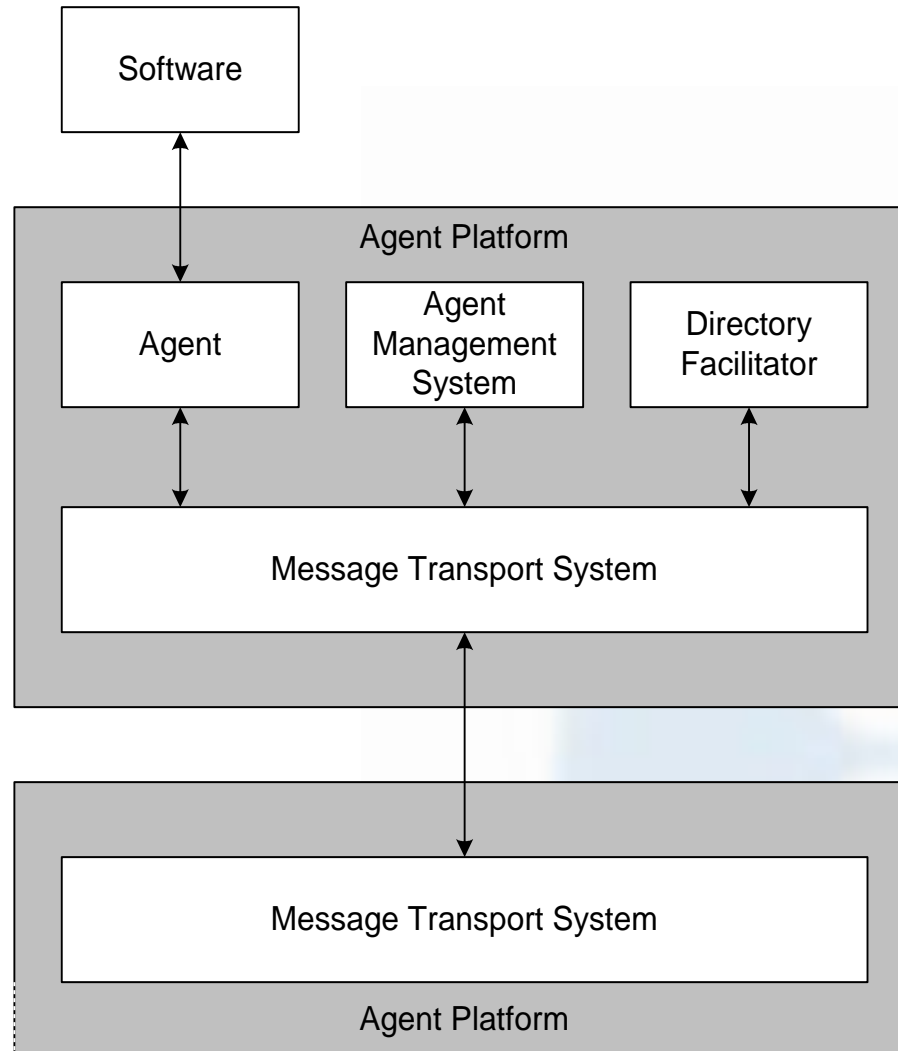 Software
Agent Platform
Agent
Agent
Management
System
Directory
Facilitator
Message Transport System
Message Transport System
Agent Platform